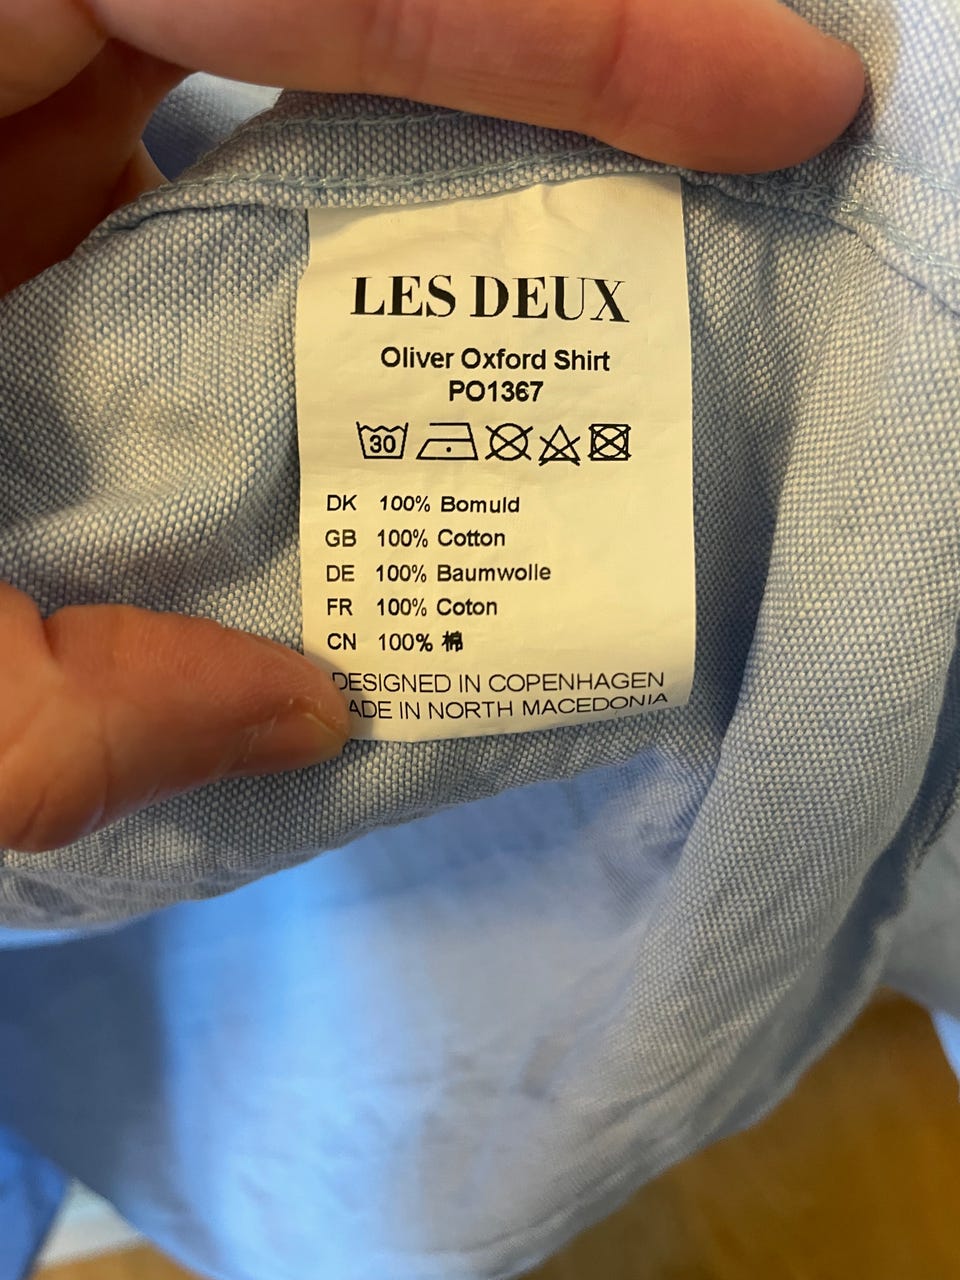 LES DEUX
Oliver Oxford Shirt
PO1367
30
DK 100% Bomuld
GB 100% Cotton
DE 100% Baumwolle
FR 100% Coton
CN 100% 棉
DESIGNED IN COPENHAGEN
ADE IN NORTH MACEDONIA